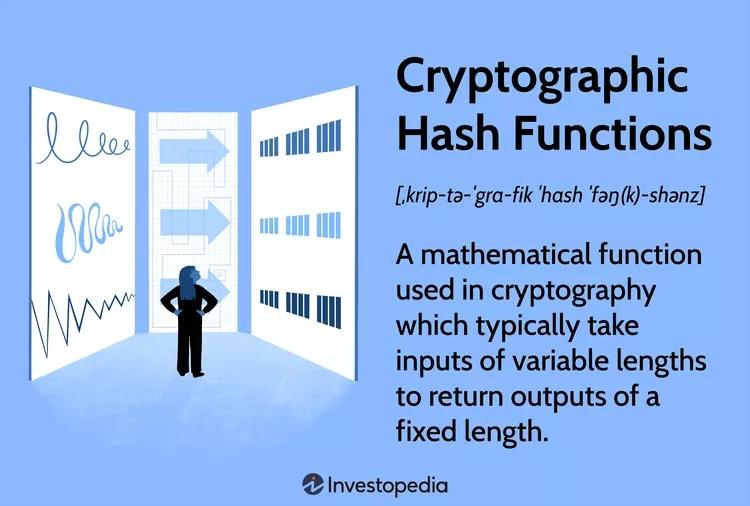 Cryptographic
Hash Functions
[ˌkrip-tə-ˈgra-fik ˈhash ˈfəŋ(k)-shənz]
A mathematical function
used in cryptography
which typically take
inputs of variable lengths
to return outputs of a
fixed length.
Investopedia